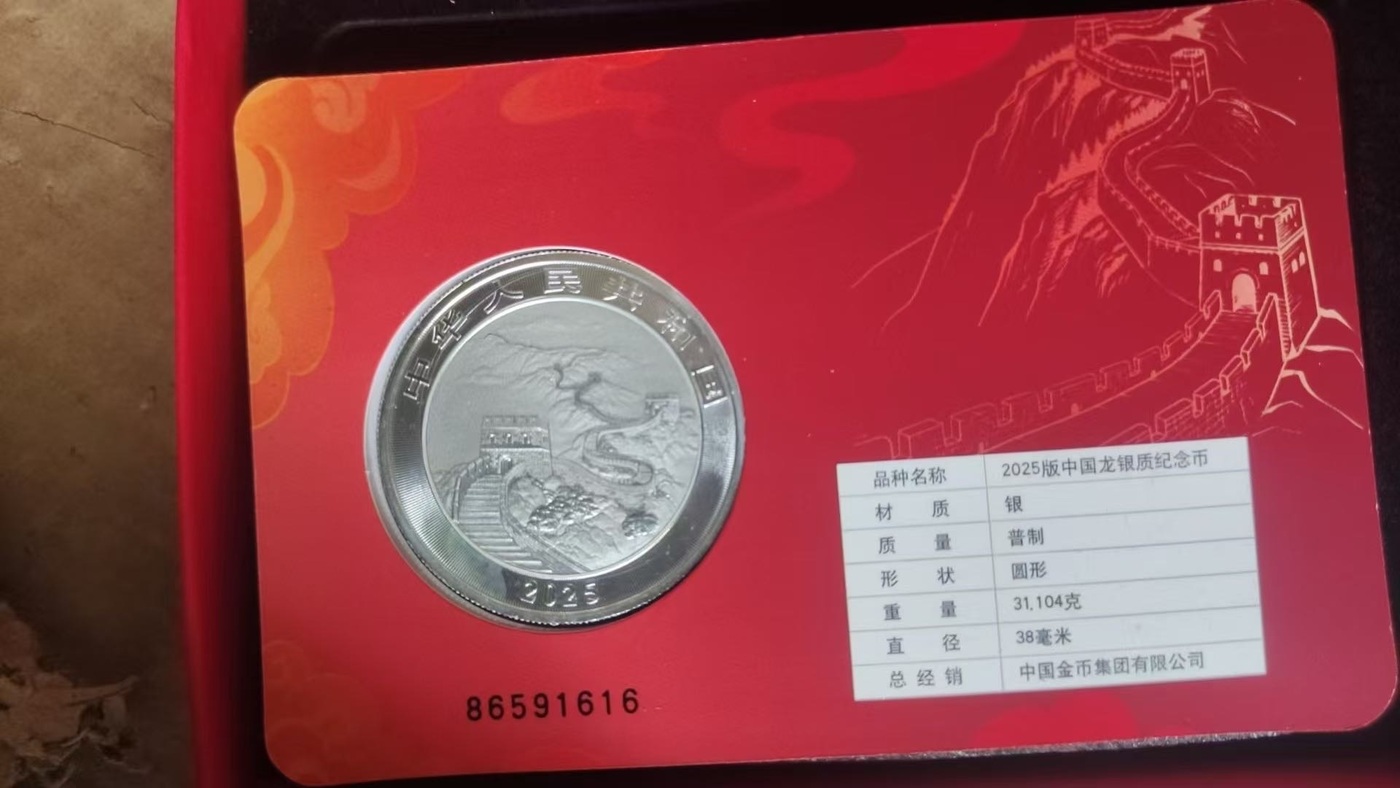 中华人民共和国
2025
86591616
品种名称 2025版中国龙银质纪念币
材 质 银
质 量 普制
形 状 圆形
重 量 31.104克
直 径 38毫米
总经销 中国金币集团有限公司